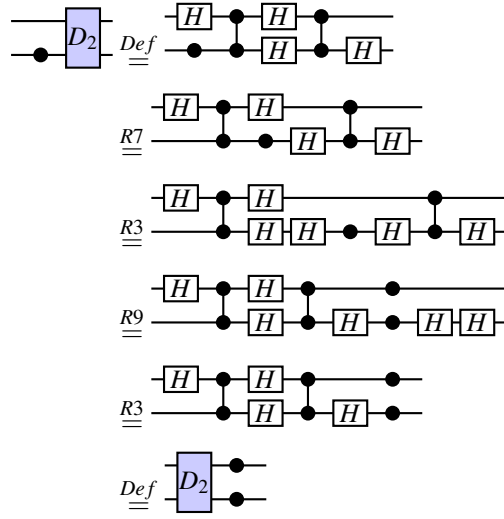 H H
D₂ Def = H H
H H
R7 = H H
H H
R3 = H H H H
H H
R9 = H H H H
H H
R3 = H H
Def = D₂